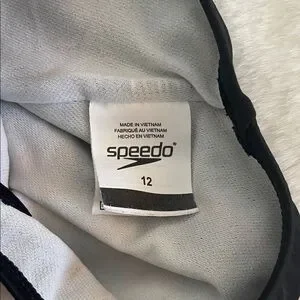 MADE IN VIETNAM
FABRIQUÉ AU VIETNAM
HECHO EN VIETNAM
speedo
12